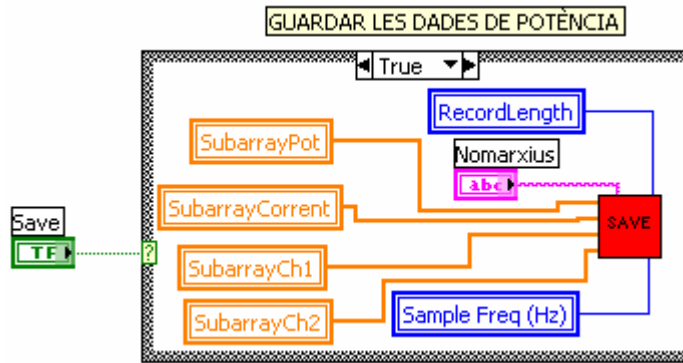 GUARDAR LES DADES DE POTÈNCIA
True
RecordLength
SubarrayPot
Nomarxius
abc
SubarrayCorrent
SAVE
Save
TF
?
SubarrayCh1
SubarrayCh2
Sample Freq (Hz)